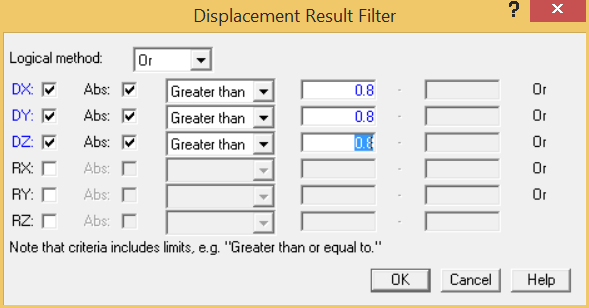 Displacement Result Filter ? x
Logical method: Or
DX: Abs: Greater than 0.8 - Or
DY: Abs: Greater than 0.8 - Or
DZ: Abs: Greater than 0.8 - Or
RX: Abs: - Or
RY: Abs: - Or
RZ: Abs: -
Note that criteria includes limits, e.g. "Greater than or equal to."
OK Cancel Help